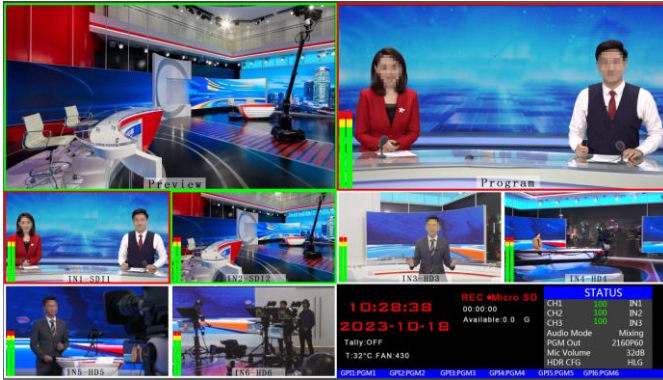 Preview
Program
IN1-SDI1
IN2-SDI2
IN3-HD3
IN4-HD4
IN5-HD5
IN6-HD6
10:28:38
2023-10-18
Tally:OFF
T:32°C FAN:430
REC Micro SD
00:00:00
Available:0.0 G
STATUS
CH1 100 IN1
CH2 100 IN2
CH3 100 IN3
Audio Mode Mixing
PGM Out 2160P60
Mic Volume 32dB
HDR CFG HLG
GPI1:PGM1 GPI2:PGM2 GPI3:PGM3 GPI4:PGM4 GPI5:PGM5 GPI6:PGM6